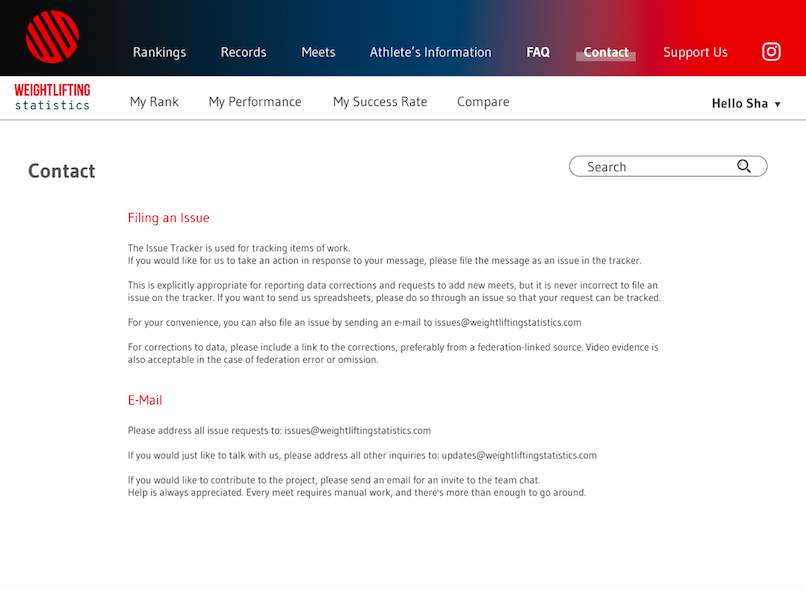 Rankings Records Meets Athlete's Information FAQ Contact Support Us
WEIGHTLIFTING
statistics
My Rank My Performance My Success Rate Compare
Hello Sha ▼
Contact
Search
Filing an Issue
The Issue Tracker is used for tracking items of work.
If you would like for us to take an action in response to your message, please file the message as an issue in the tracker.
This is explicitly appropriate for reporting data corrections and requests to add new meets, but it is never incorrect to file an
issue on the tracker. If you want to send us spreadsheets, please do so through an issue so that your request can be tracked.
For your convenience, you can also file an issue by sending an e-mail to issues@weightliftingstatistics.com
For corrections to data, please include a link to the corrections, preferably from a federation-linked source. Video evidence is
also acceptable in the case of federation error or omission.
E-Mail
Please address all issue requests to: issues@weightliftingstatistics.com
If you would just like to talk with us, please address all other inquiries to: updates@weightliftingstatistics.com
If you would like to contribute to the project, please send an email for an invite to the team chat.
Help is always appreciated. Every meet requires manual work, and there's more than enough to go around.